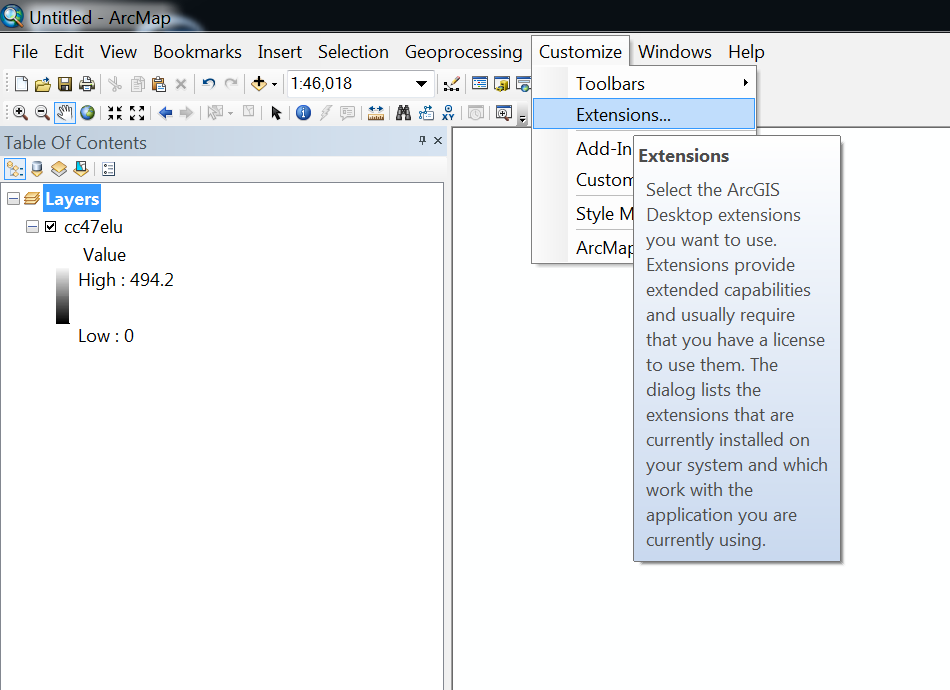 Untitled - ArcMap
File Edit View Bookmarks Insert Selection Geoprocessing Customize Windows Help
1:46,018
Toolbars
Extensions...
Table Of Contents
Add-In
Custom
Style M
ArcMap
Layers
cc47elu
Value
High : 494.2
Low : 0
Extensions
Select the ArcGIS
Desktop extensions
you want to use.
Extensions provide
extended capabilities
and usually require
that you have a license
to use them. The
dialog lists the
extensions that are
currently installed on
your system and which
work with the
application you are
currently using.